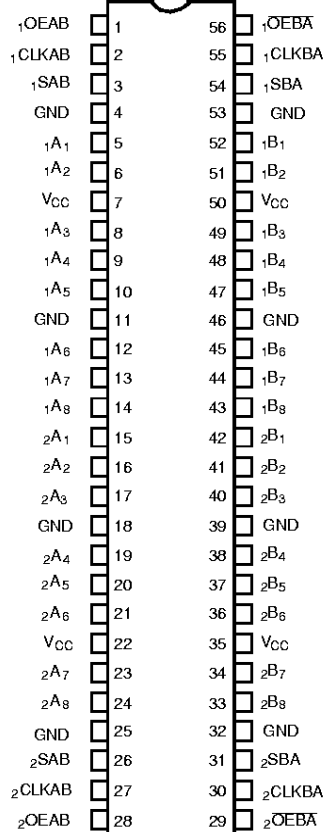 ₁OEAB 1 56 ₁O̅E̅B̅A̅
₁CLKAB 2 55 ₁CLKBA
₁SAB 3 54 ₁SBA
GND 4 53 GND
₁A₁ 5 52 ₁B₁
₁A₂ 6 51 ₁B₂
VCC 7 50 VCC
₁A₃ 8 49 ₁B₃
₁A₄ 9 48 ₁B₄
₁A₅ 10 47 ₁B₅
GND 11 46 GND
₁A₆ 12 45 ₁B₆
₁A₇ 13 44 ₁B₇
₁A₈ 14 43 ₁B₈
₂A₁ 15 42 ₂B₁
₂A₂ 16 41 ₂B₂
₂A₃ 17 40 ₂B₃
GND 18 39 GND
₂A₄ 19 38 ₂B₄
₂A₅ 20 37 ₂B₅
₂A₆ 21 36 ₂B₆
VCC 22 35 VCC
₂A₇ 23 34 ₂B₇
₂A₈ 24 33 ₂B₈
GND 25 32 GND
₂SAB 26 31 ₂SBA
₂CLKAB 27 30 ₂CLKBA
₂OEAB 28 29 ₂O̅E̅B̅A̅